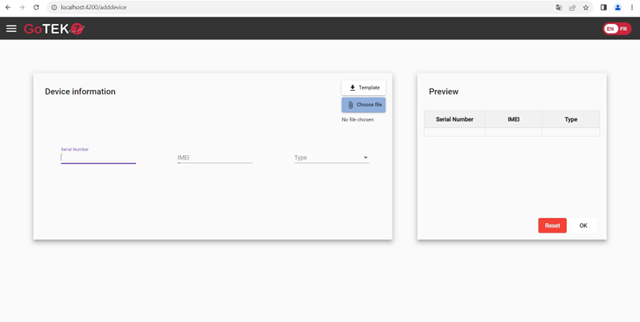 localhost:4200/adddevice
GoTEK
EN FR
Device information
Template
Choose file
No file chosen
Serial Number
IMEI
Type
Preview
Serial Number IMEI Type
Reset OK